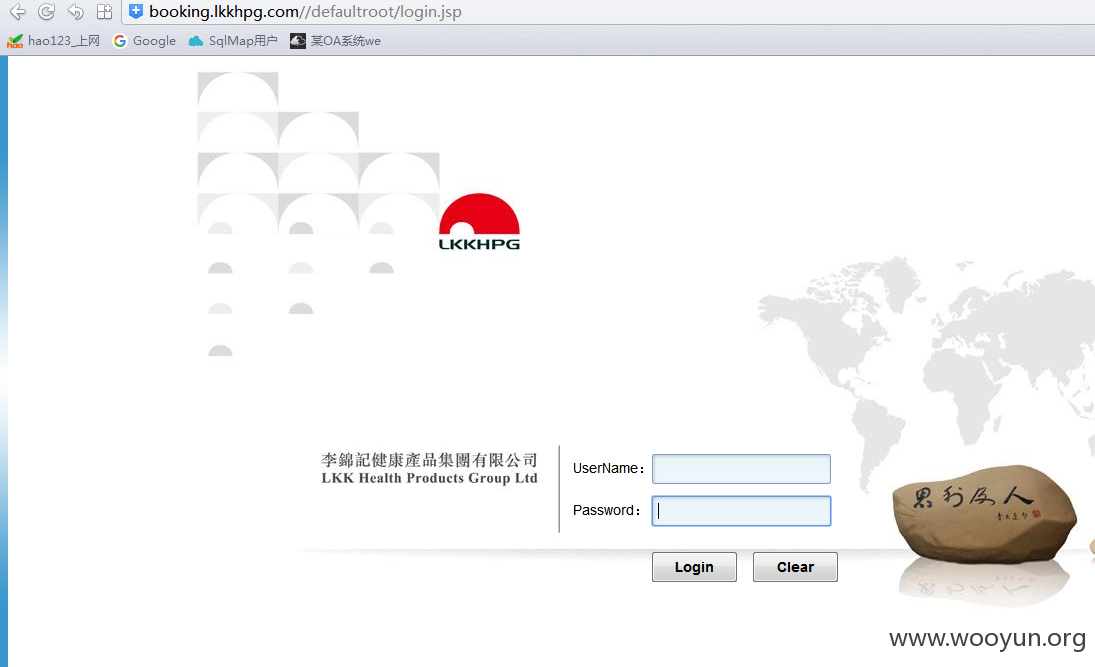 booking.lkkhpg.com//defaultroot/login.jsp
hao123_上网 Google SqlMap用户 某OA系统we
LKKHPG
李錦記健康產品集團有限公司
LKK Health Products Group Ltd
UserName：
Password：
思利及人
Login Clear
www.wooyun.org